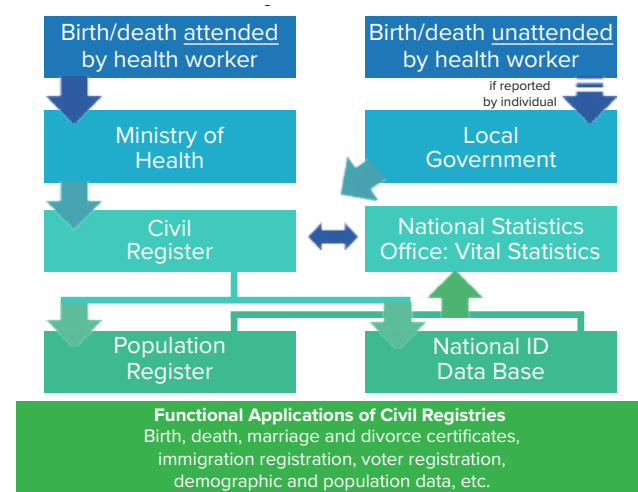 Birth/death attended
by health worker
Birth/death unattended
by health worker
if reported
by individual
Ministry of
Health
Local
Government
Civil
Register
National Statistics
Office: Vital Statistics
Population
Register
National ID
Data Base
Functional Applications of Civil Registries
Birth, death, marriage and divorce certificates,
immigration registration, voter registration,
demographic and population data, etc.